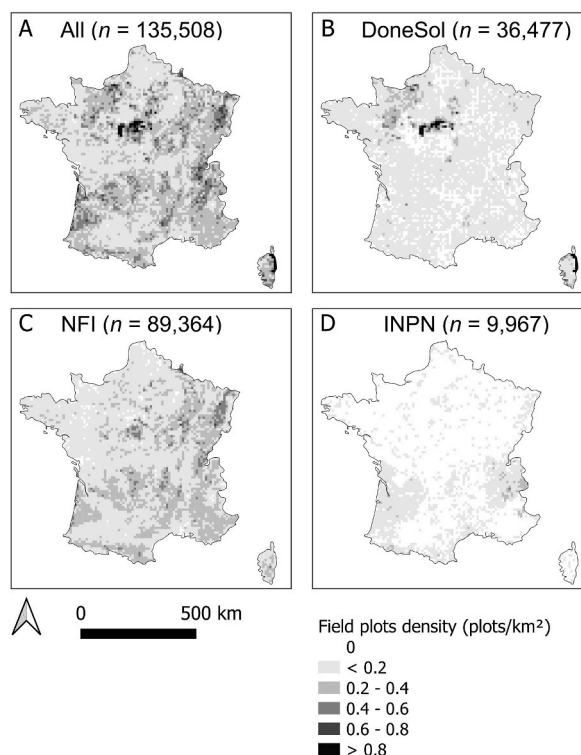 A All (n = 135,508)
B DoneSol (n = 36,477)
C NFI (n = 89,364)
D INPN (n = 9,967)
0 500 km
Field plots density (plots/km²)
0
< 0.2
0.2 - 0.4
0.4 - 0.6
0.6 - 0.8
> 0.8